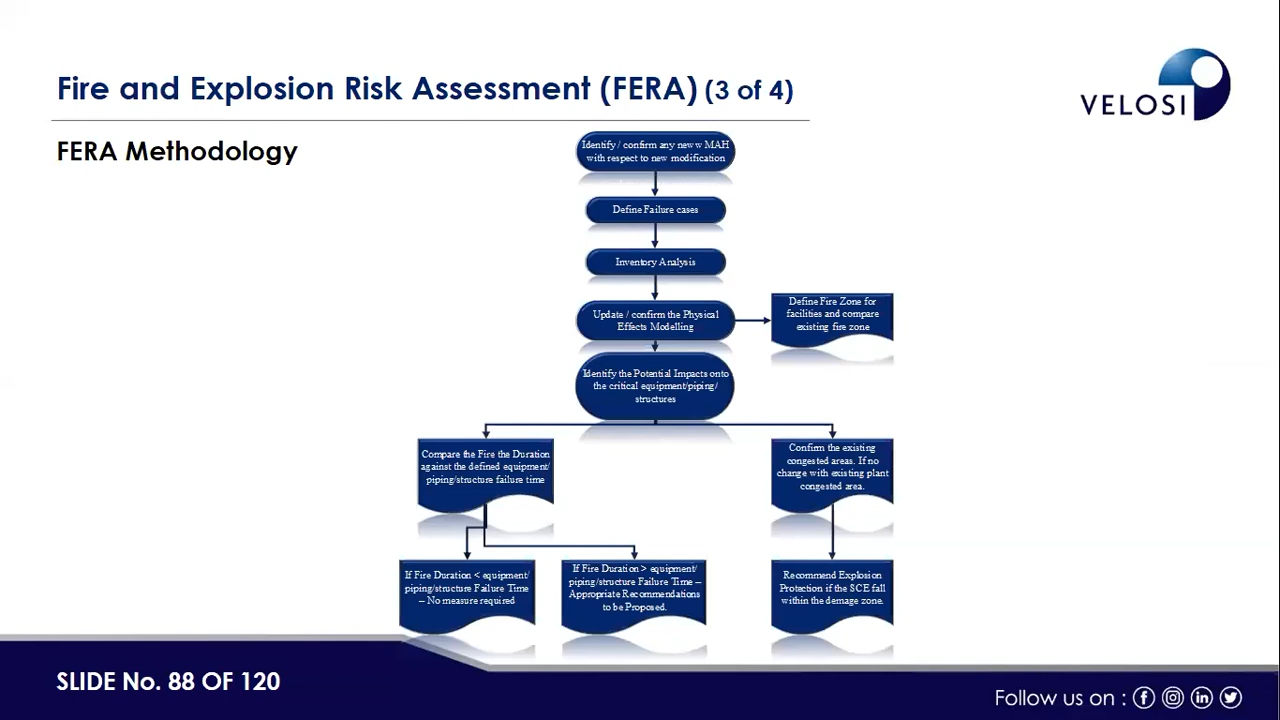 Fire and Explosion Risk Assessment (FERA) (3 of 4)
VELOSI
FERA Methodology
Identify / confirm any neww MAH
with respect to new modification
Define Failure cases
Inventory Analysis
Update / confirm the Physical
Effects Modelling
Define Fire Zone for
facilities and compare
existing fire zone
Identify the Potential Impacts onto
the critical equipment/piping/
structures
Compare the Fire the Duration
against the defined equipment/
piping/structure failure time
Confirm the existing
congested areas. If no
change with existing plant
congested area.
If Fire Duration < equipment/
piping/structure Failure Time
– No measure required
If Fire Duration > equipment/
piping/structure Failure Time –
Appropriate Recommendations
to be Proposed.
Recommend Explosion
Protection if the SCE fall
within the demage zone.
SLIDE No. 88 OF 120
Follow us on :